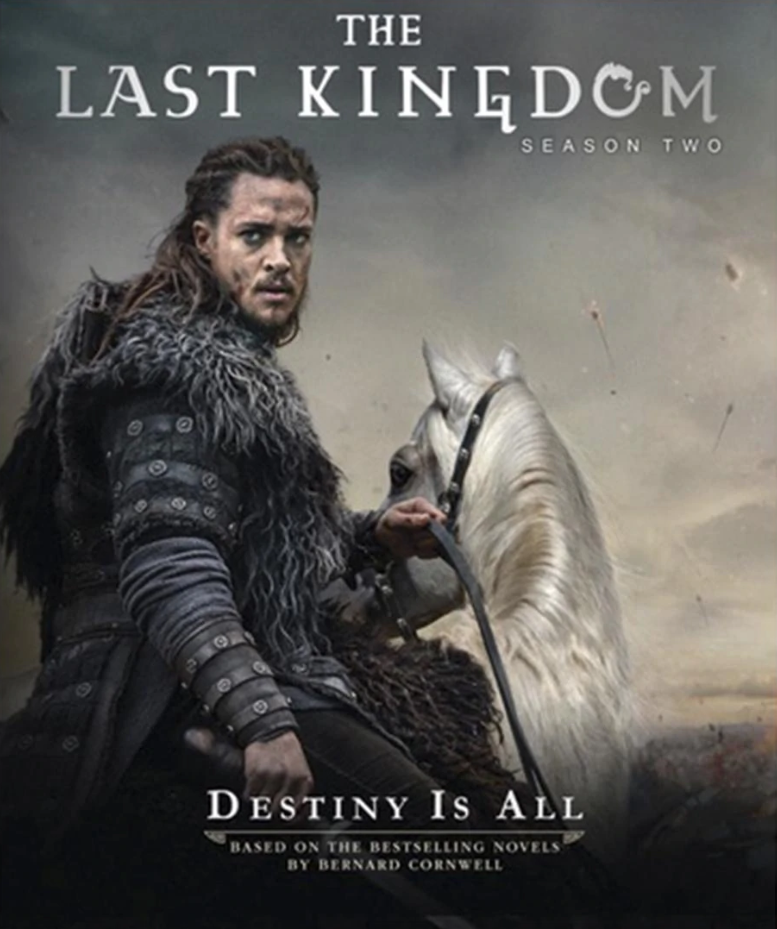 THE
LAST KINGDOM
SEASON TWO
DESTINY IS ALL
BASED ON THE BESTSELLING NOVELS
BY BERNARD CORNWELL